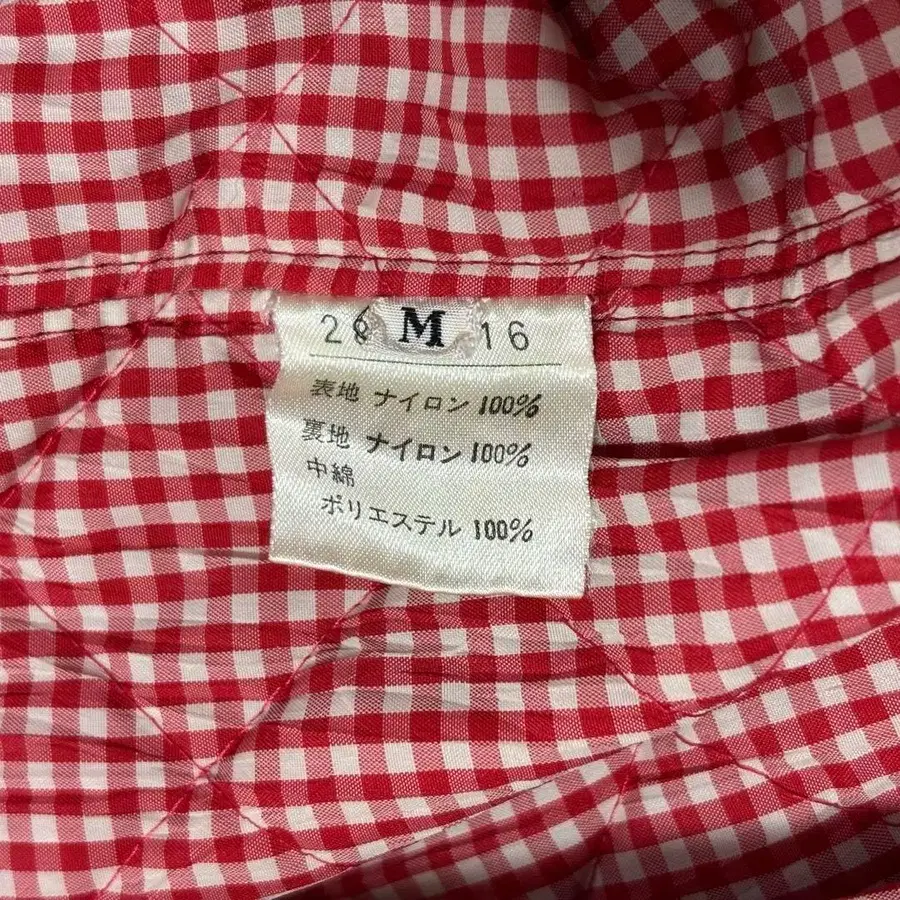 M
16
表地 ナイロン 100%
裏地 ナイロン 100%
中綿
ポリエステル 100%